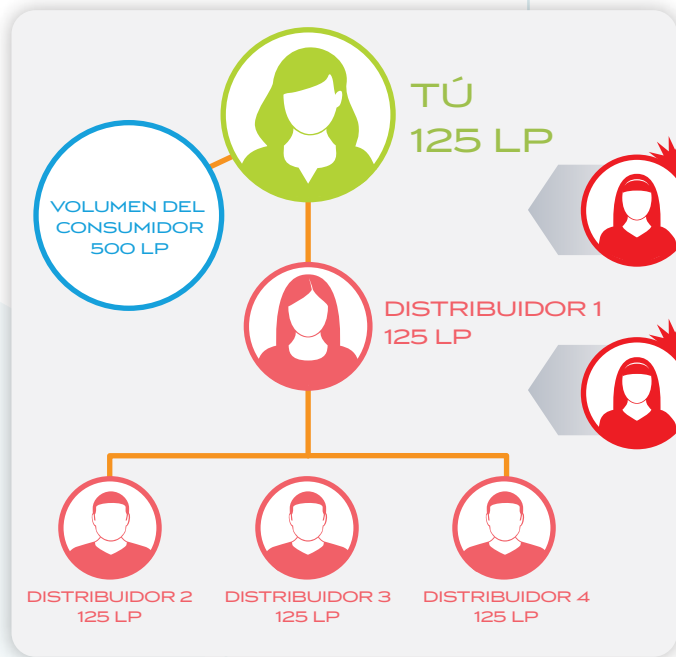 TÚ
125 LP
VOLUMEN DEL
CONSUMIDOR
500 LP
DISTRIBUIDOR 1
125 LP
DISTRIBUIDOR 2
125 LP
DISTRIBUIDOR 3
125 LP
DISTRIBUIDOR 4
125 LP